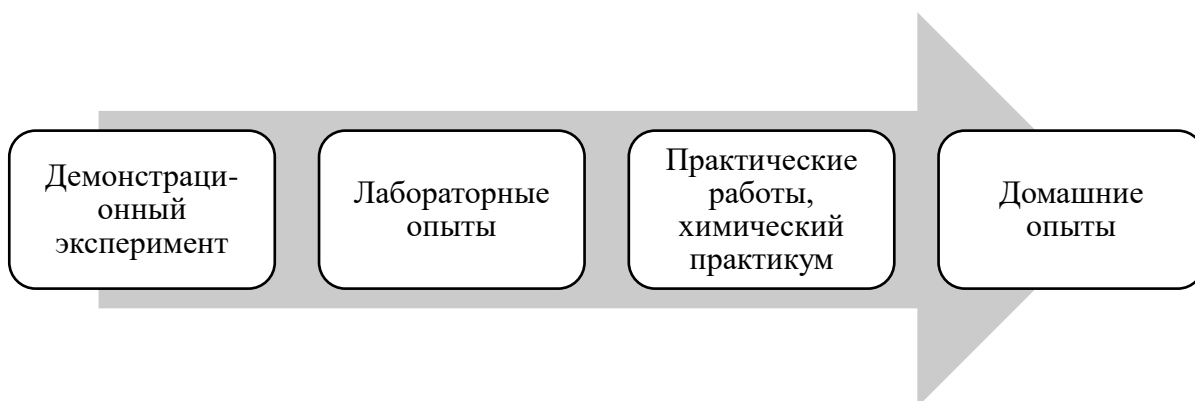 Демонстраци-
онный
эксперимент
Лабораторные
опыты
Практические
работы,
химический
практикум
Домашние
опыты